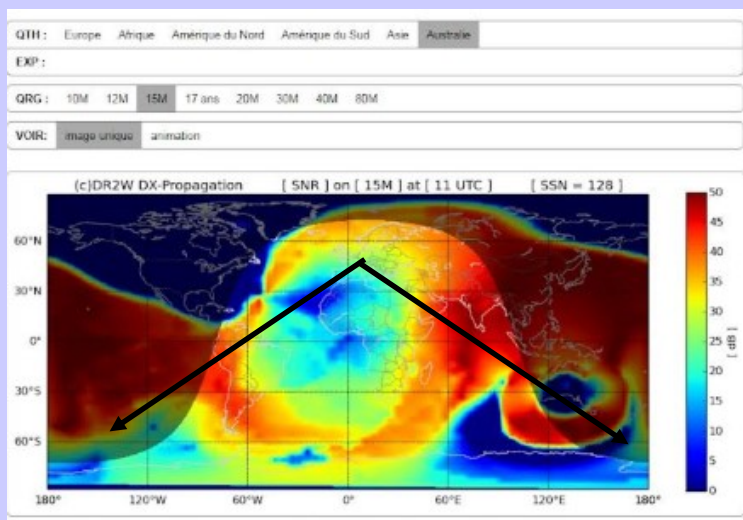 QTH : Europe Afrique Amérique du Nord Amérique du Sud Asie Australie
EXP :
QRG : 10M 12M 15M 17 ans 20M 30M 40M 80M
VOIR: image unique animation
(c)DR2W DX-Propagation [ SNR ] on [ 15M ] at [ 11 UTC ] [ SSN = 128 ]
60°N
30°N
0°
30°S
60°S
180° 120°W 60°W 0° 60°E 120°E 180°
50
45
40
35
30
25
20
15
10
5
0
[ dB ]